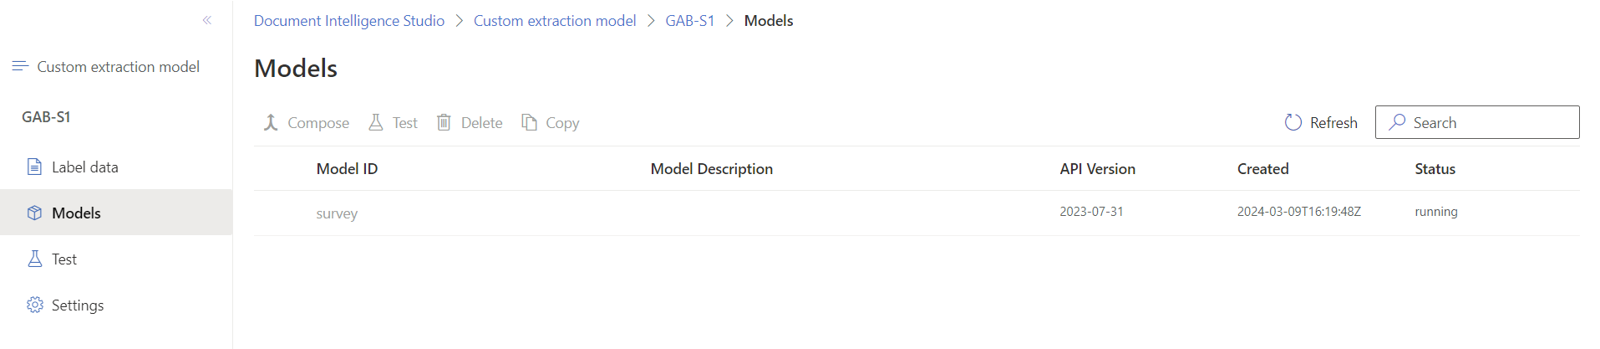 Document Intelligence Studio > Custom extraction model > GAB-S1 > Models
Custom extraction model
Models
GAB-S1
Compose Test Delete Copy Refresh Search
Label data
Model ID Model Description API Version Created Status
Models
survey 2023-07-31 2024-03-09T16:19:48Z running
Test
Settings